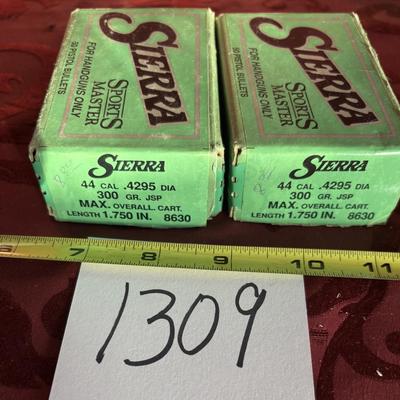 SIERRA
SPORTS
MASTER
FOR HANDGUNS ONLY
50 PISTOL BULLETS
SIERRA
44 CAL .4295 DIA
300 GR. JSP
MAX. OVERALL. CART.
LENGTH 1.750 IN. 8630
SIERRA
SPORTS
MASTER
FOR HANDGUNS ONLY
50 PISTOL BULLETS
SIERRA
44 CAL .4295 DIA
300 GR. JSP
MAX. OVERALL. CART.
LENGTH 1.750 IN. 8630
7 8 9 10 11
1309